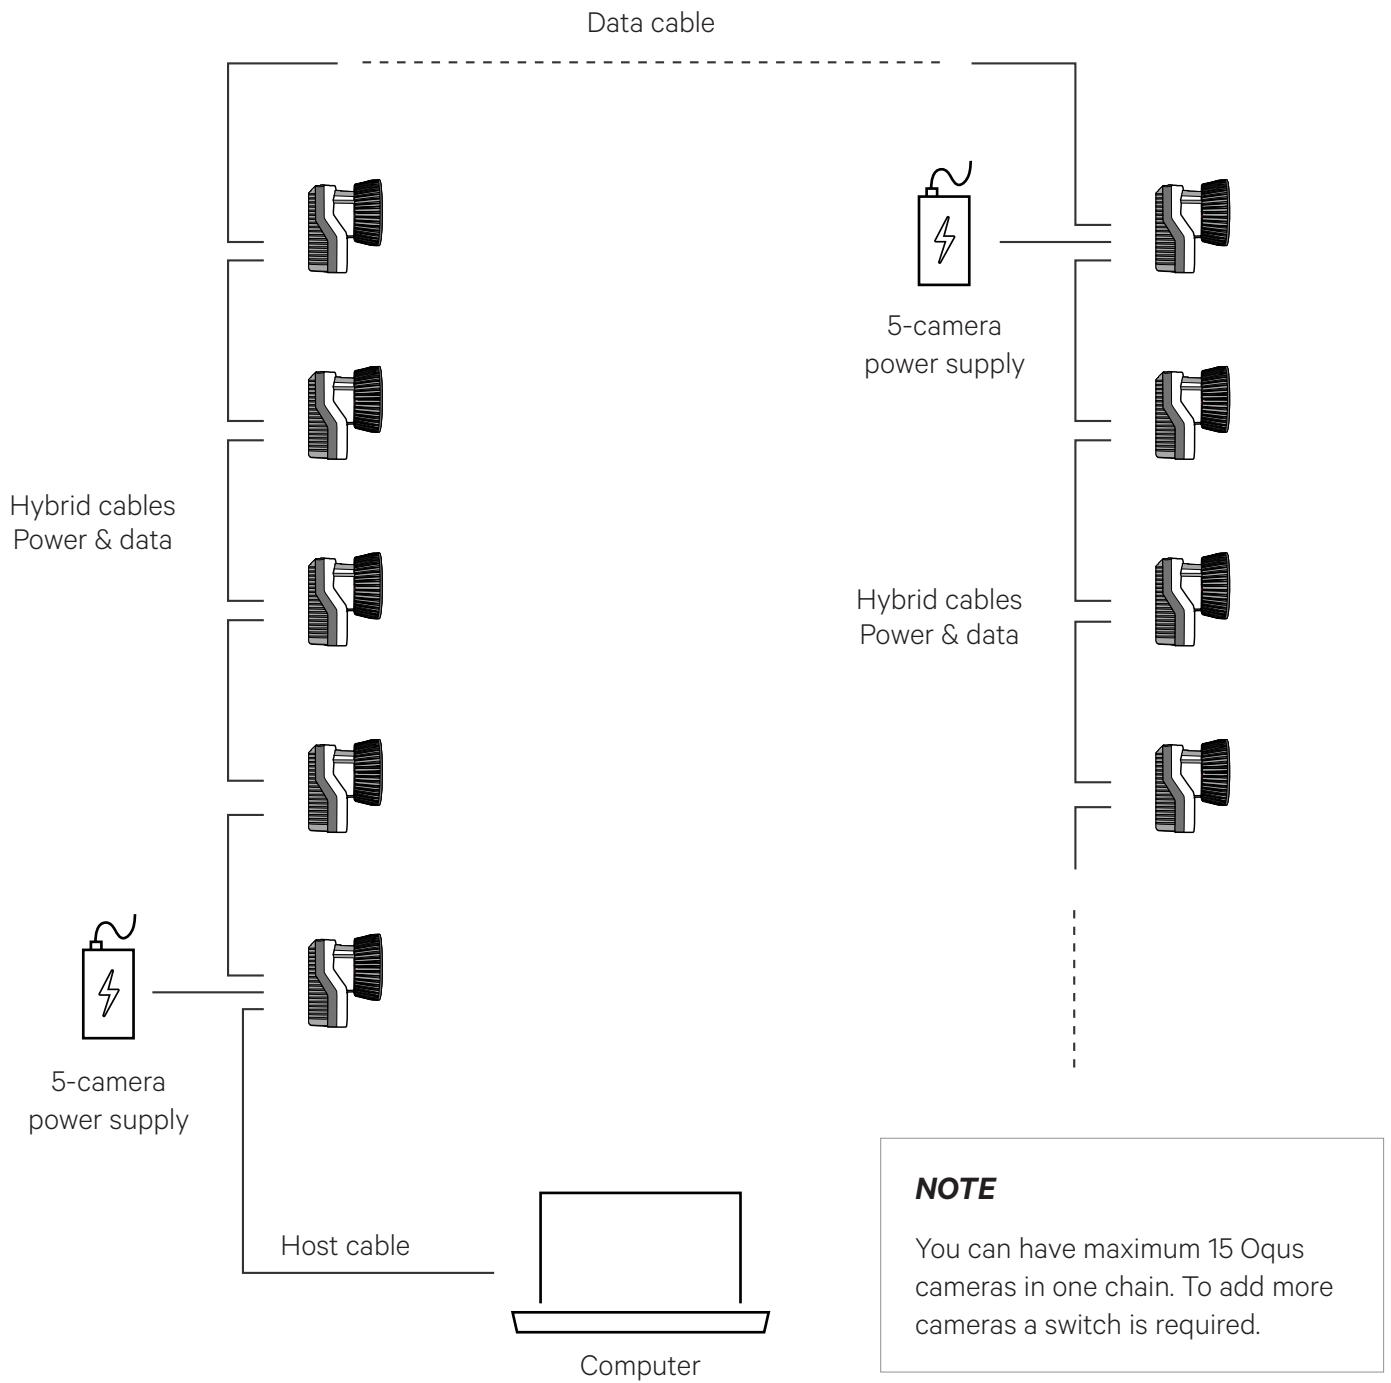 Data cable
5-camera
power supply
Hybrid cables
Power & data
Hybrid cables
Power & data
5-camera
power supply
Host cable
Computer
NOTE
You can have maximum 15 Oqus
cameras in one chain. To add more
cameras a switch is required.